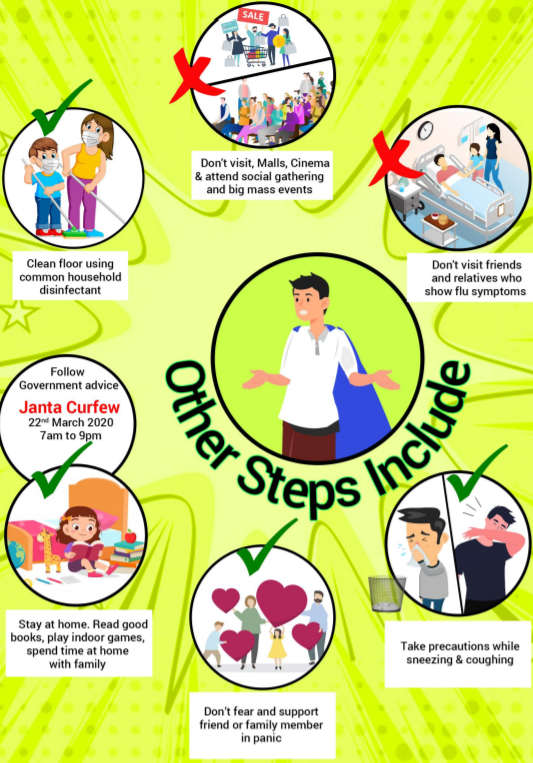 SALE
Don't visit, Malls, Cinema
& attend social gathering
and big mass events
Clean floor using
common household
disinfectant
Don't visit friends
and relatives who
show flu symptoms
Other Steps Include
Follow
Government advice
Janta Curfew
22nd March 2020
7am to 9pm
Stay at home. Read good
books, play indoor games,
spend time at home
with family
Take precautions while
sneezing & coughing
Don't fear and support
friend or family member
in panic